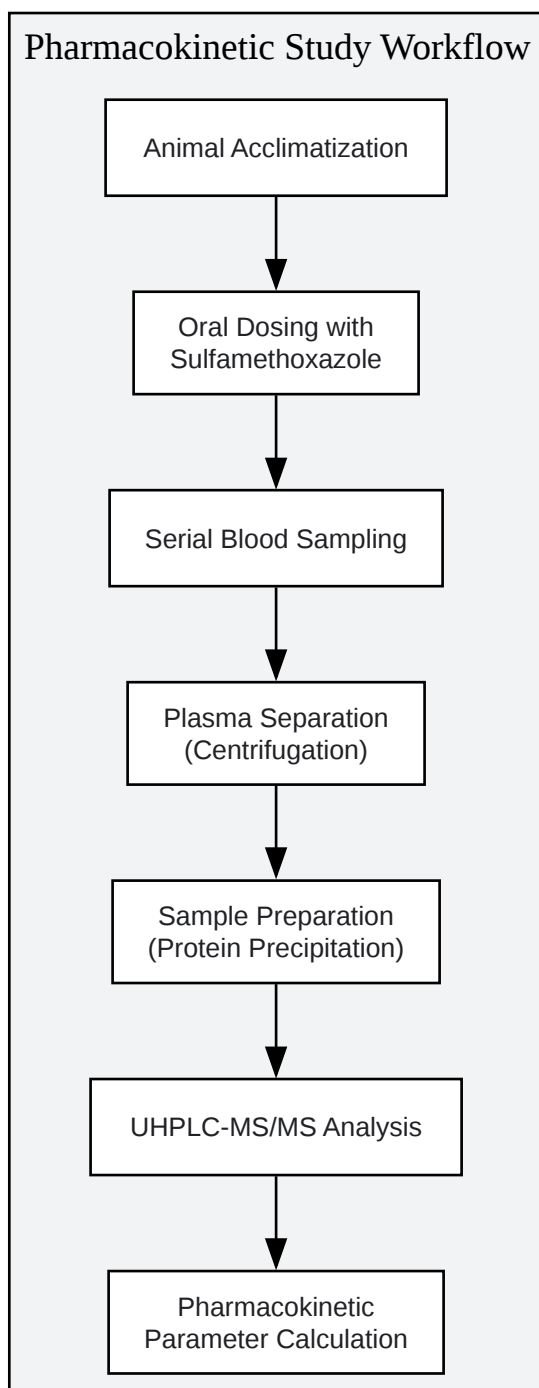 Pharmacokinetic Study Workflow
Animal Acclimatization
Oral Dosing with
Sulfamethoxazole
Serial Blood Sampling
Plasma Separation
(Centrifugation)
Sample Preparation
(Protein Precipitation)
UHPLC-MS/MS Analysis
Pharmacokinetic
Parameter Calculation